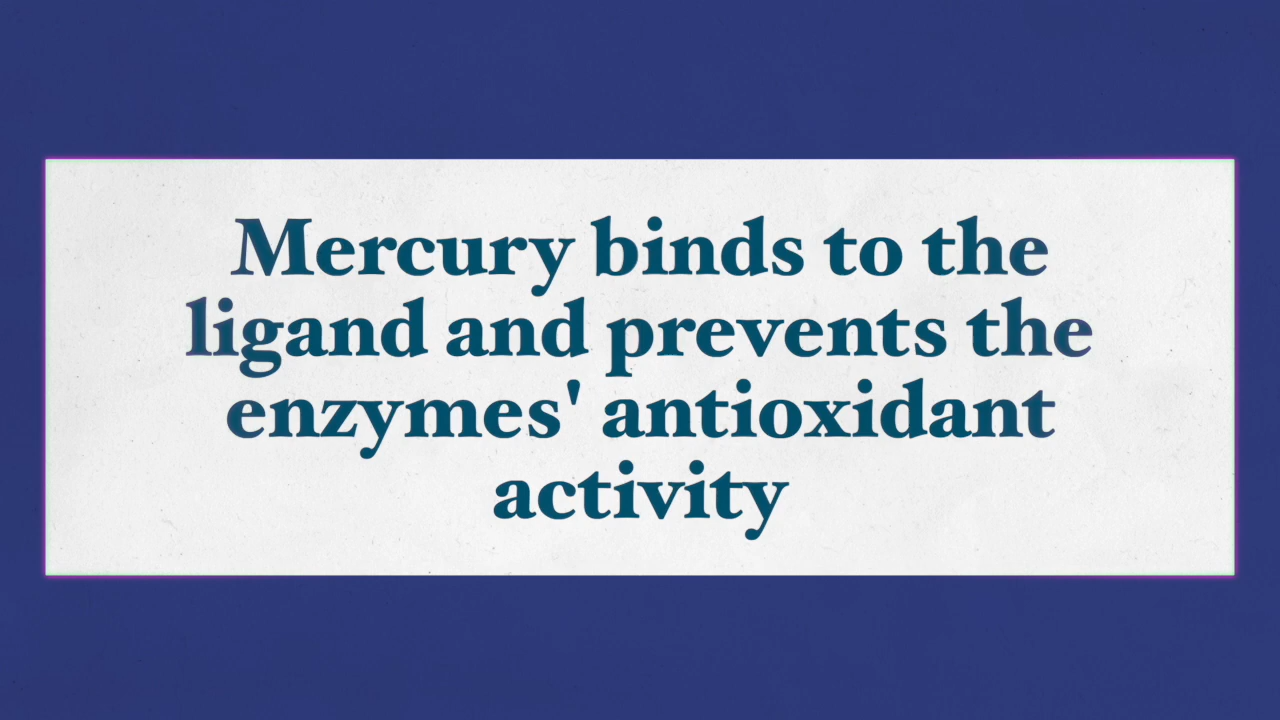 Mercury binds to the
ligand and prevents the
enzymes' antioxidant
activity